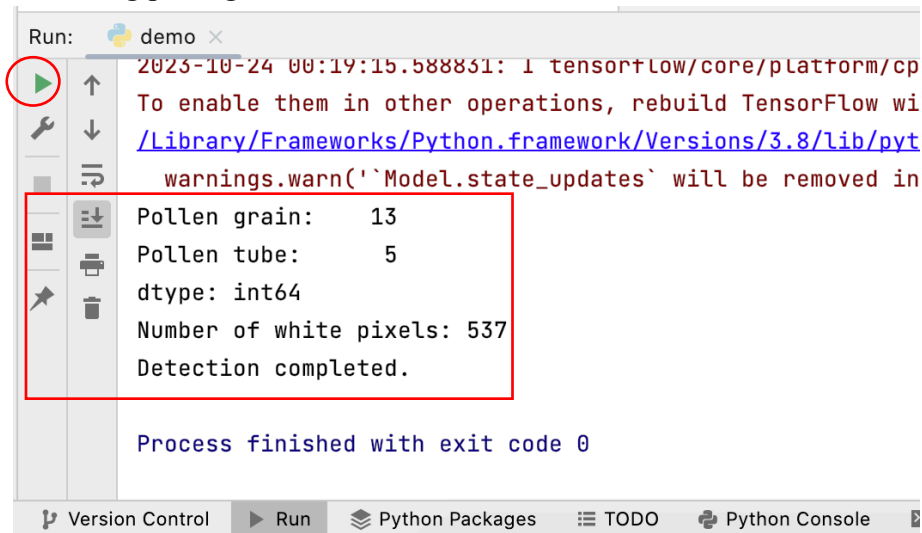 Run: demo
2023-10-24 00:19:15.588831: I tensorflow/core/platform/cp
To enable them in other operations, rebuild TensorFlow wi
/Library/Frameworks/Python.framework/Versions/3.8/lib/pyt
warnings.warn('`Model.state_updates` will be removed in
Pollen grain: 13
Pollen tube: 5
dtype: int64
Number of white pixels: 537
Detection completed.
Process finished with exit code 0
Version Control Run Python Packages TODO Python Console